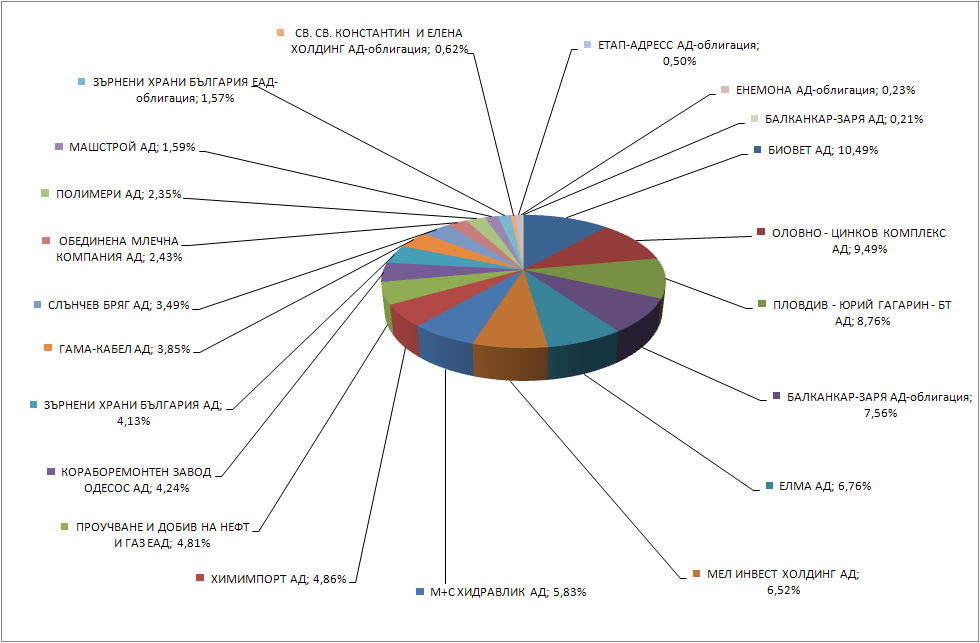 СВ. СВ. КОНСТАНТИН И ЕЛЕНА
ХОЛДИНГ АД-облигация; 0,62%
ЕТАП-АДРЕСС АД-облигация;
0,50%
ЗЪРНЕНИ ХРАНИ БЪЛГАРИЯ ЕАД-
облигация; 1,57%
ЕНЕМОНА АД-облигация; 0,23%
БАЛКАНКАР-ЗАРЯ АД; 0,21%
МАШСТРОЙ АД; 1,59%
БИОВЕТ АД; 10,49%
ПОЛИМЕРИ АД; 2,35%
ОЛОВНО - ЦИНКОВ КОМПЛЕКС
АД; 9,49%
ОБЕДИНЕНА МЛЕЧНА
КОМПАНИЯ АД; 2,43%
СЛЪНЧЕВ БРЯГ АД; 3,49%
ПЛОВДИВ - ЮРИЙ ГАГАРИН - БТ
АД; 8,76%
ГАМА-КАБЕЛ АД; 3,85%
БАЛКАНКАР-ЗАРЯ АД-облигация;
7,56%
ЗЪРНЕНИ ХРАНИ БЪЛГАРИЯ АД;
4,13%
КОРАБОРЕМОНТЕН ЗАВОД
ОДЕСОС АД; 4,24%
ЕЛМА АД; 6,76%
ПРОУЧВАНЕ И ДОБИВ НА НЕФТ
И ГАЗ ЕАД; 4,81%
ХИМИМПОРТ АД; 4,86%
М+С ХИДРАВЛИК АД; 5,83%
МЕЛ ИНВЕСТ ХОЛДИНГ АД;
6,52%